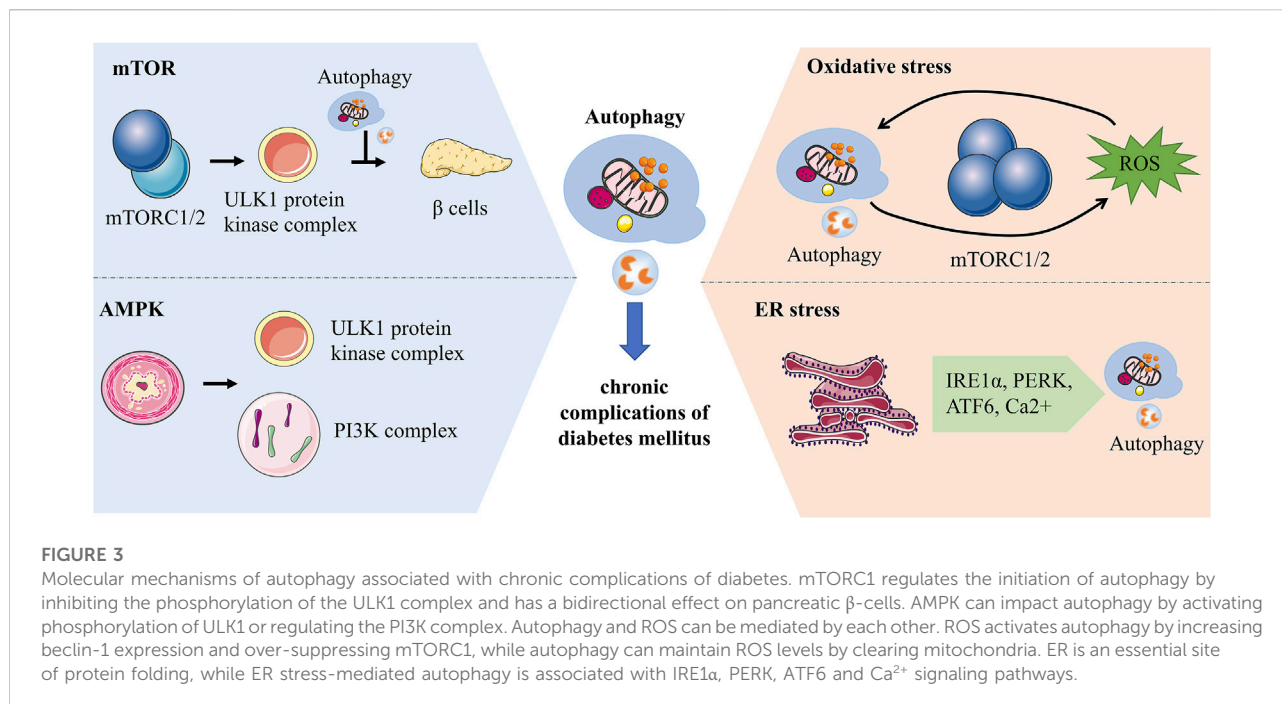 mTOR
Autophagy
mTORC1/2
ULK1 protein
kinase complex
β cells
AMPK
ULK1 protein
kinase complex
PI3K complex
Autophagy
chronic
complications of
diabetes mellitus
Oxidative stress
ROS
Autophagy
mTORC1/2
ER stress
IRE1α, PERK,
ATF6, Ca2+
Autophagy
FIGURE 3
Molecular mechanisms of autophagy associated with chronic complications of diabetes. mTORC1 regulates the initiation of autophagy by
inhibiting the phosphorylation of the ULK1 complex and has a bidirectional effect on pancreatic β-cells. AMPK can impact autophagy by activating
phosphorylation of ULK1 or regulating the PI3K complex. Autophagy and ROS can be mediated by each other. ROS activates autophagy by increasing
beclin-1 expression and over-suppressing mTORC1, while autophagy can maintain ROS levels by clearing mitochondria. ER is an essential site
of protein folding, while ER stress-mediated autophagy is associated with IRE1α, PERK, ATF6 and Ca²⁺ signaling pathways.